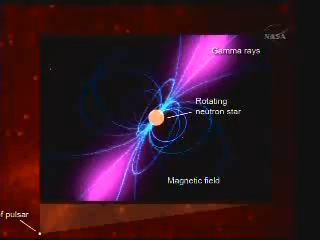 NASA
Gamma rays
Rotating
neutron star
Magnetic field
f pulsar